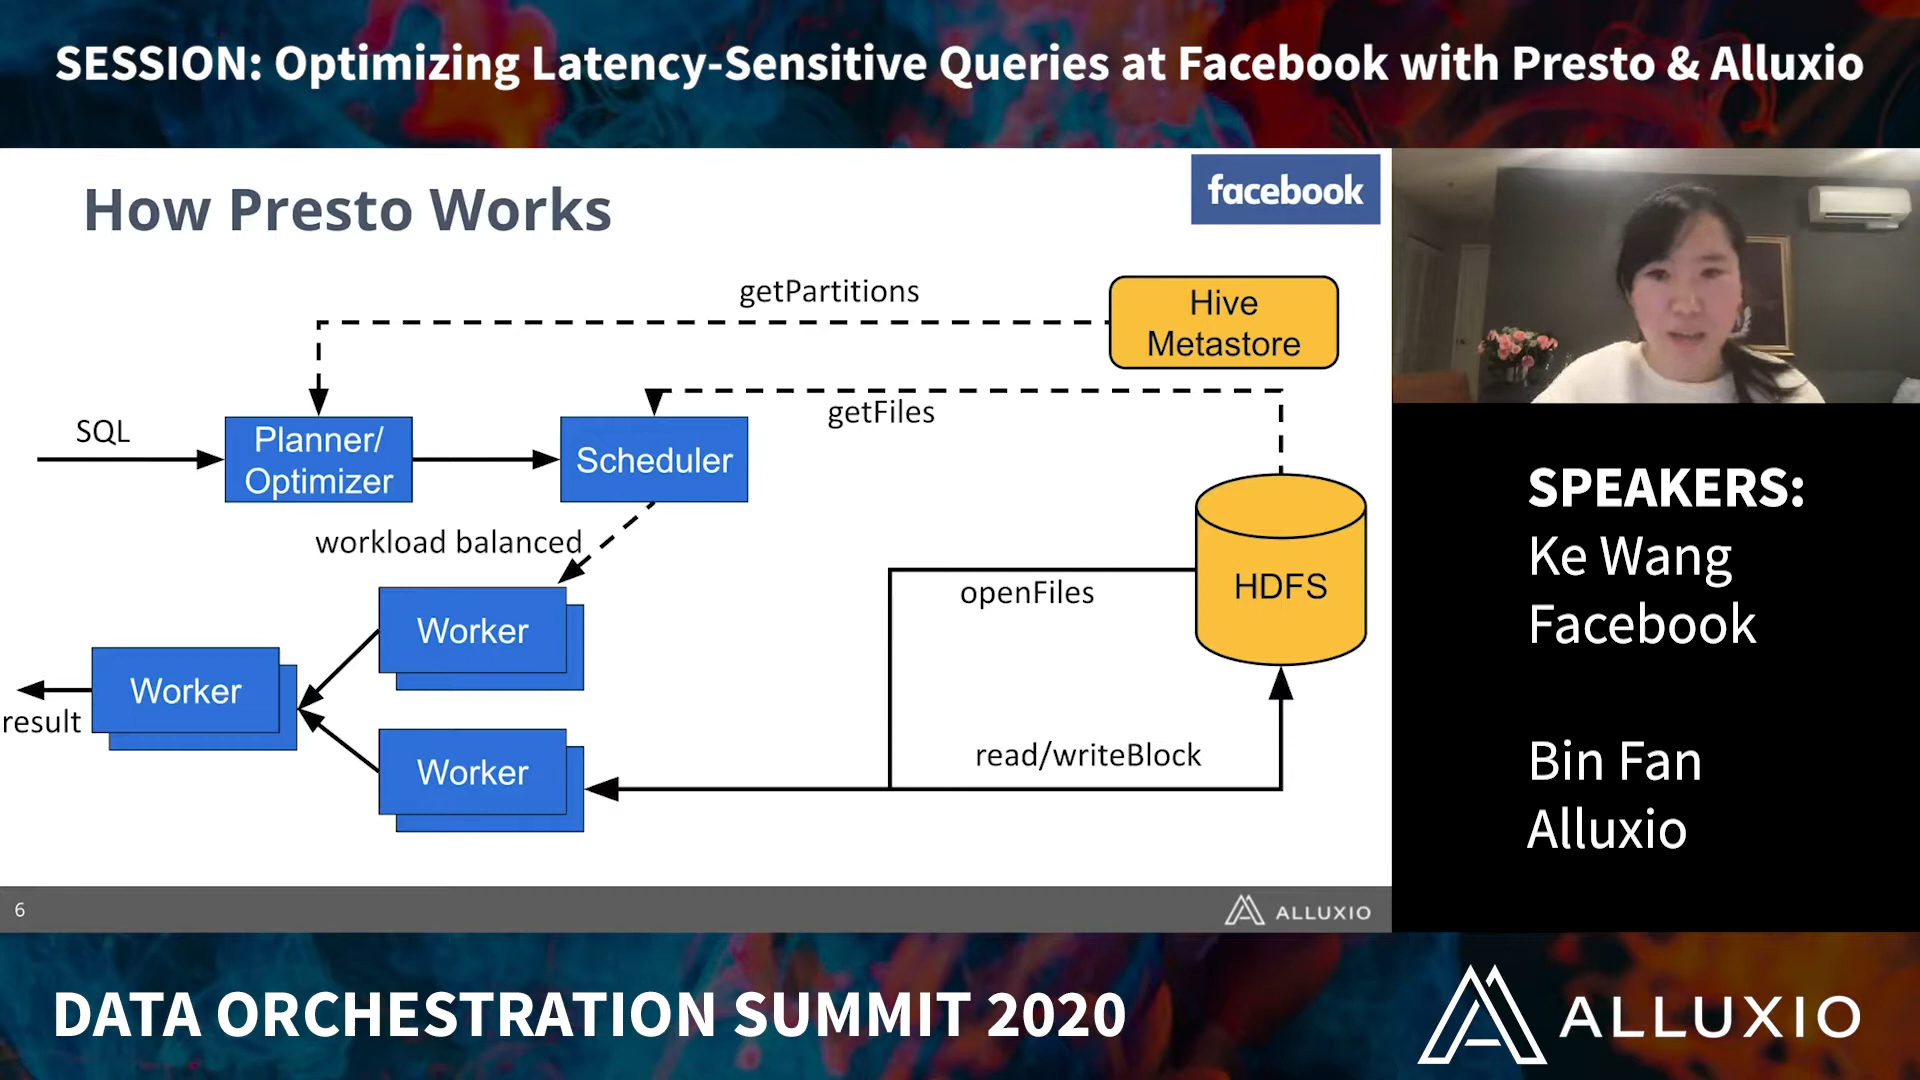 SESSION: Optimizing Latency-Sensitive Queries at Facebook with Presto & Alluxio
How Presto Works
facebook
getPartitions
Hive
Metastore
getFiles
SQL
Planner/
Optimizer
Scheduler
workload balanced
HDFS
openFiles
Worker
Worker
result
read/writeBlock
Worker
6
ALLUXIO
SPEAKERS:
Ke Wang
Facebook
Bin Fan
Alluxio
DATA ORCHESTRATION SUMMIT 2020
ALLUXIO